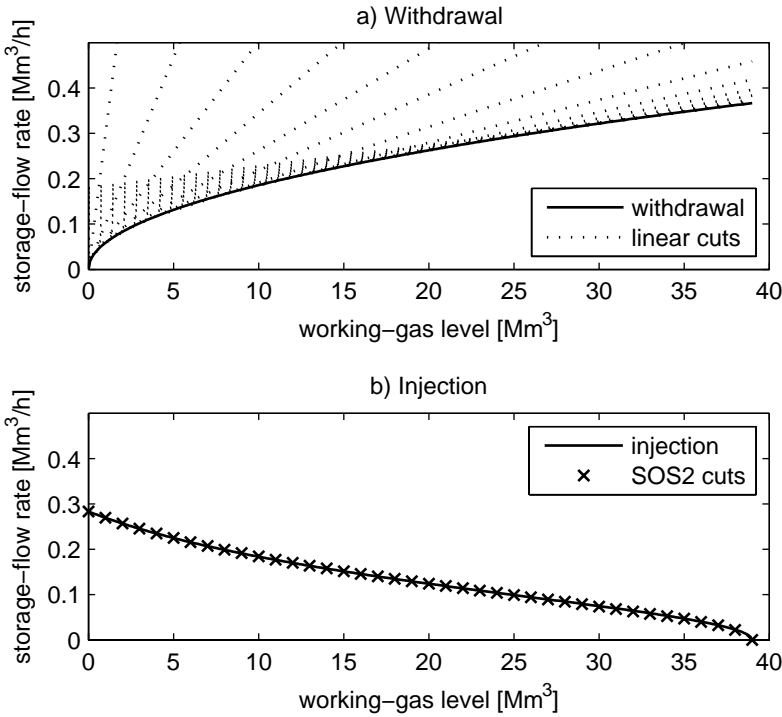 a) Withdrawal
storage−flow rate [Mm³/h]
0.4
0.3
0.2
0.1
0
withdrawal
linear cuts
0 5 10 15 20 25 30 35 40
working−gas level [Mm³]
b) Injection
storage−flow rate [Mm³/h]
0.4
0.3
0.2
0.1
0
injection
SOS2 cuts
0 5 10 15 20 25 30 35 40
working−gas level [Mm³]